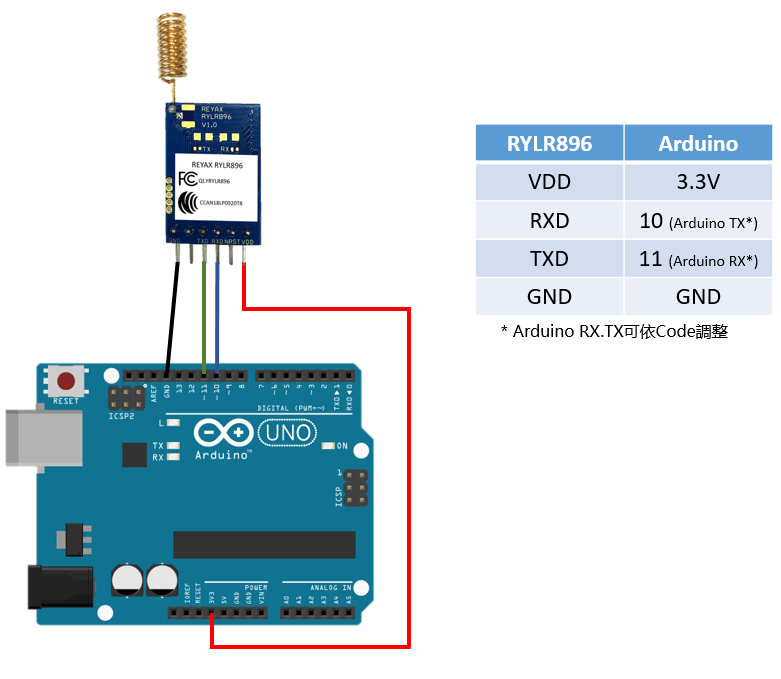 REYAX
RYLR896
V1.0
TX RX
REYAX RYLR896
FC QLYRYLR896
CCAN18LP0920T8
GND TXD RXD NRST VDD
RYLR896 Arduino
VDD 3.3V
RXD 10 (Arduino TX*)
TXD 11 (Arduino RX*)
GND GND
* Arduino RX.TX可依Code調整
RESET
ICSP2
AREF GND 13 12 ~11 ~10 ~9 8 7 ~6 ~5 4 ~3 2 TXD▶1 RXD◀0
DIGITAL (PWM=~)
L
TX
RX
Arduino™
UNO
ON
1
ICSP
POWER
ANALOG IN
IOREF RESET 3V3 5V GND GND VIN A0 A1 A2 A3 A4 A5